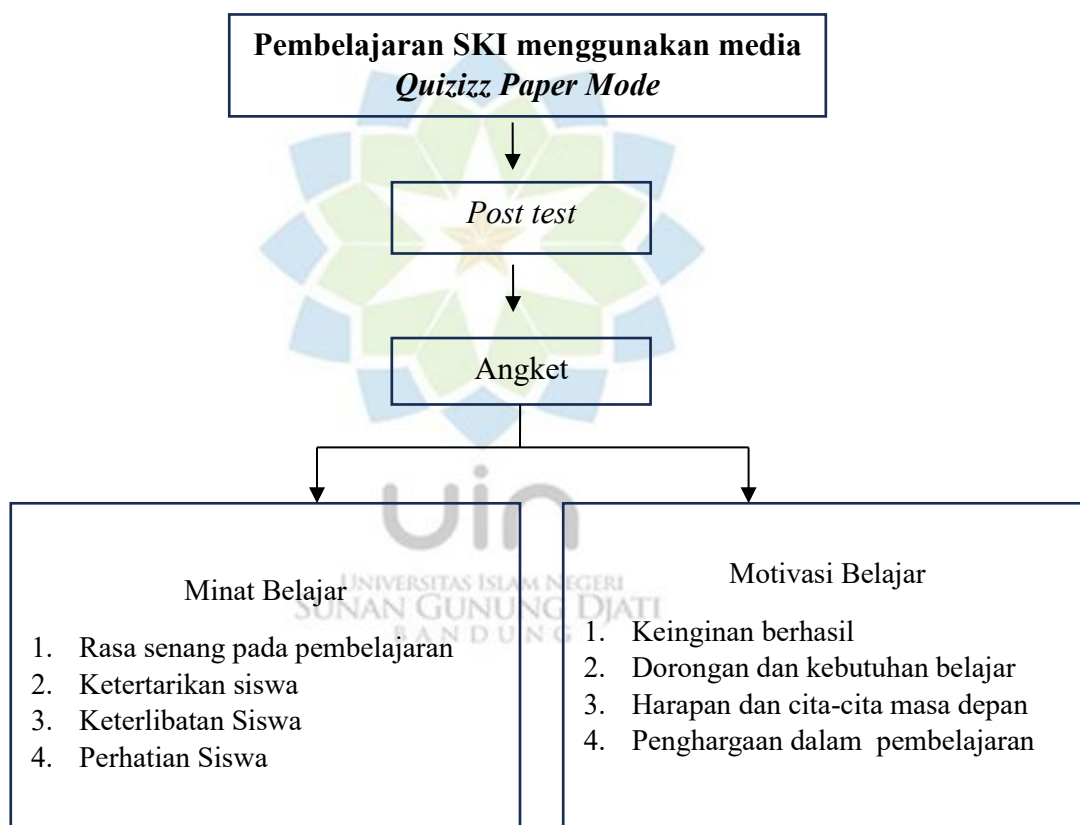 Pembelajaran SKI menggunakan media
Quizizz Paper Mode
Post test
Angket
uin
UNIVERSITAS ISLAM NEGERI
SUNAN GUNUNG DJATI
BANDUNG
Minat Belajar
1. Rasa senang pada pembelajaran
2. Ketertarikan siswa
3. Keterlibatan Siswa
4. Perhatian Siswa
Motivasi Belajar
1. Keinginan berhasil
2. Dorongan dan kebutuhan belajar
3. Harapan dan cita-cita masa depan
4. Penghargaan dalam pembelajaran